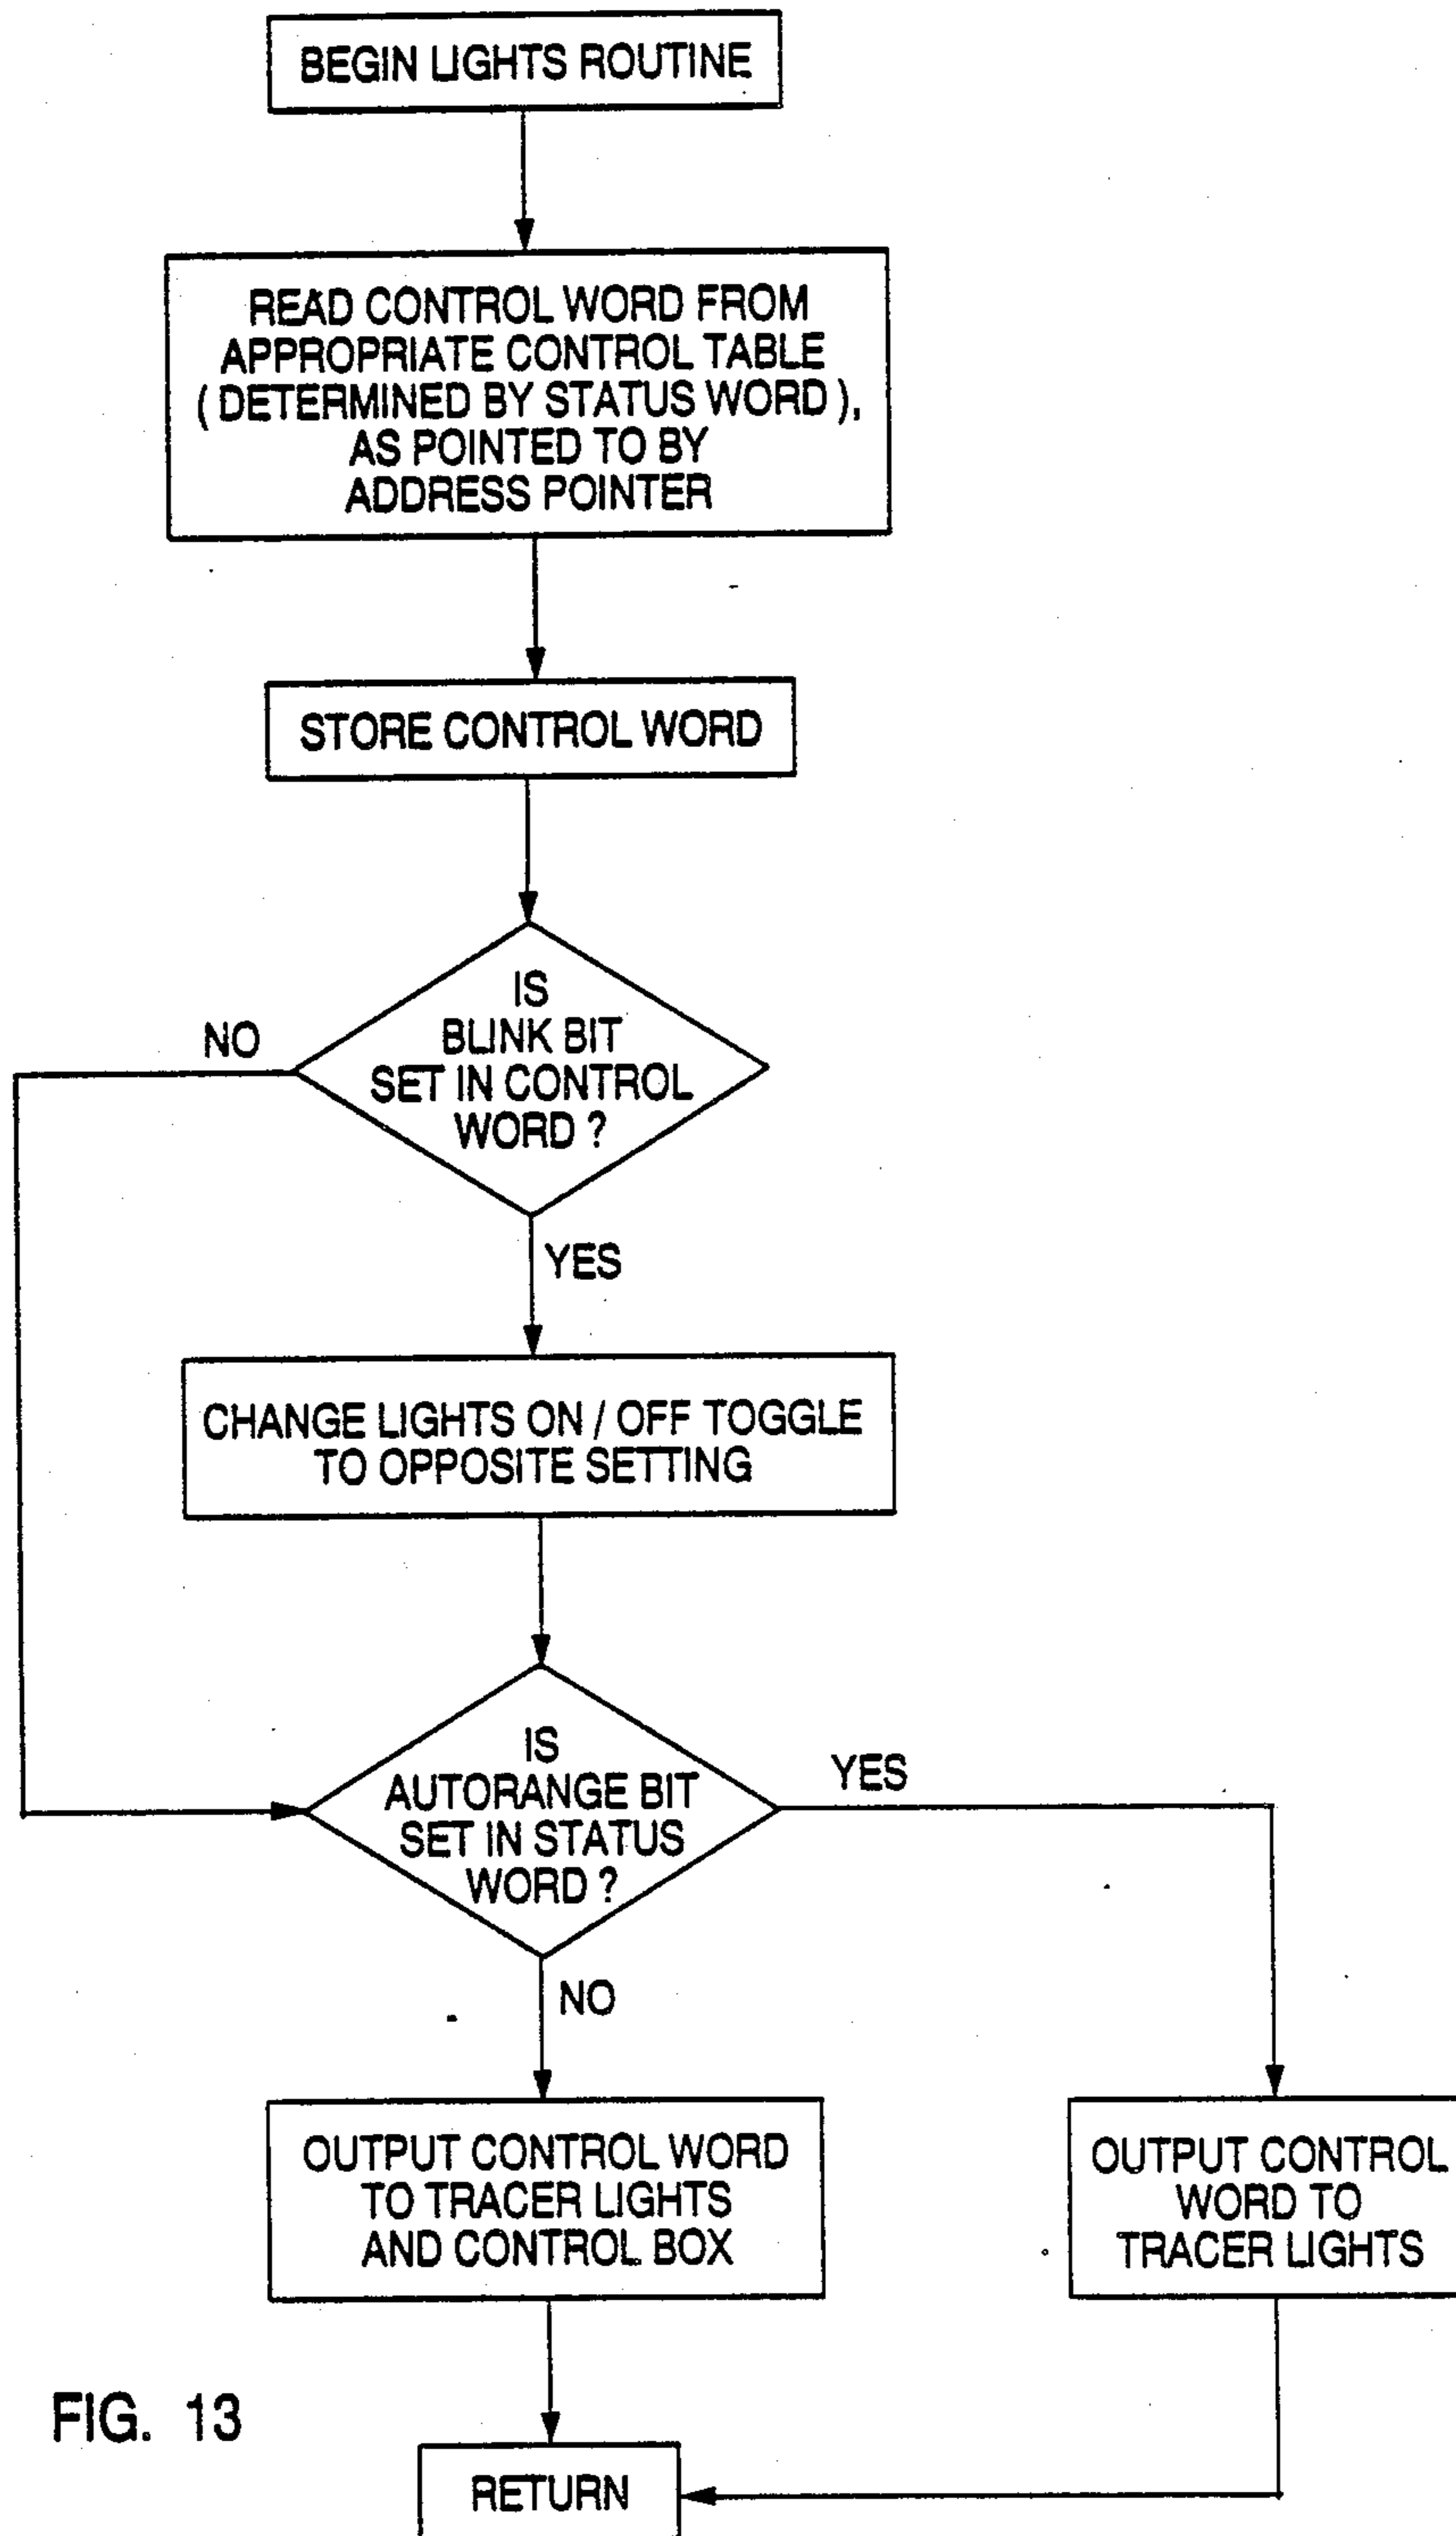 BEGIN LIGHTS ROUTINE
READ CONTROL WORD FROM
APPROPRIATE CONTROL TABLE
( DETERMINED BY STATUS WORD ),
AS POINTED TO BY
ADDRESS POINTER
STORE CONTROL WORD
IS
BLINK BIT
SET IN CONTROL
WORD ?
NO
YES
CHANGE LIGHTS ON / OFF TOGGLE
TO OPPOSITE SETTING
IS
AUTORANGE BIT
SET IN STATUS
WORD ?
YES
NO
OUTPUT CONTROL WORD
TO TRACER LIGHTS
AND CONTROL BOX
OUTPUT CONTROL
WORD TO
TRACER LIGHTS
RETURN
FIG. 13